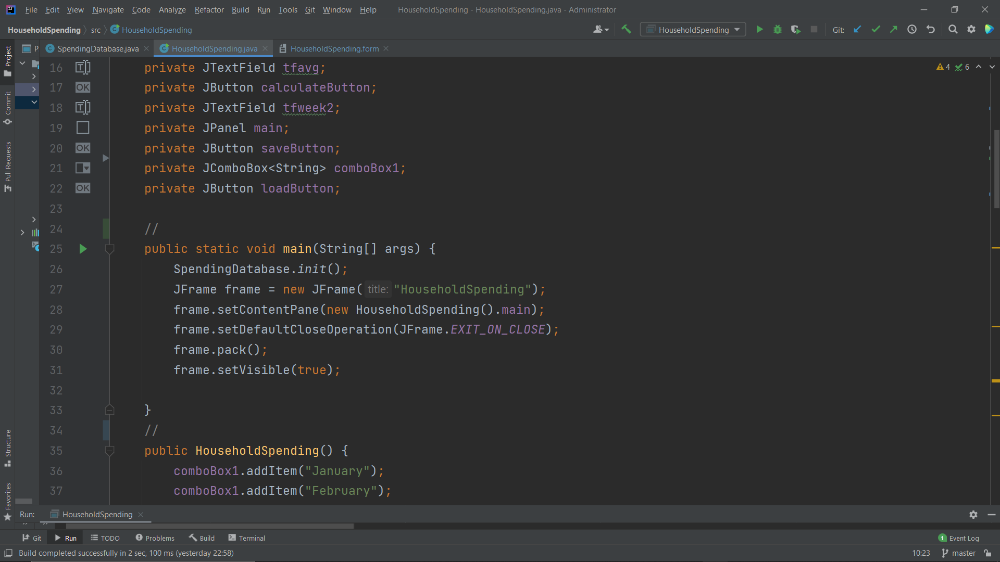 File Edit View Navigate Code Analyze Refactor Build Run Tools Git Window Help HouseholdSpending - HouseholdSpending.java - Administrator
HouseholdSpending src HouseholdSpending HouseholdSpending Git:
P SpendingDatabase.java HouseholdSpending.java HouseholdSpending.form
Project
Commit
Pull Requests
Structure
Favorites
4 6
16 private JTextField tfavg;
17 OK private JButton calculateButton;
18 private JTextField tfweek2;
19 private JPanel main;
20 OK private JButton saveButton;
21 private JComboBox<String> comboBox1;
22 OK private JButton loadButton;
23
24 //
25 public static void main(String[] args) {
26 SpendingDatabase.init();
27 JFrame frame = new JFrame( title: "HouseholdSpending");
28 frame.setContentPane(new HouseholdSpending().main);
29 frame.setDefaultCloseOperation(JFrame.EXIT_ON_CLOSE);
30 frame.pack();
31 frame.setVisible(true);
32
33 }
34 //
35 public HouseholdSpending() {
36 comboBox1.addItem("January");
37 comboBox1.addItem("February");
Run: HouseholdSpending
Git Run TODO Problems Build Terminal 1 Event Log
Build completed successfully in 2 sec, 100 ms (yesterday 22:58) 10:23 master